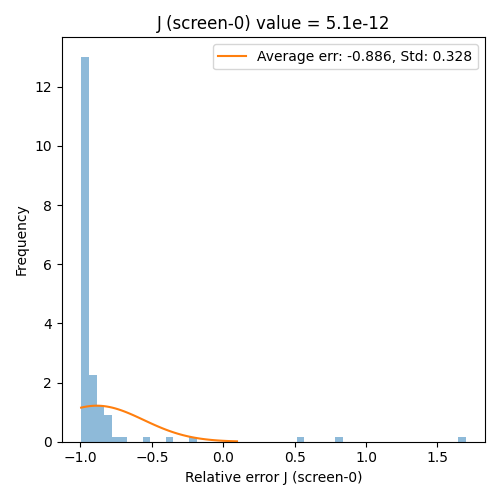 J (screen-0) value = 5.1e-12
Average err: -0.886, Std: 0.328
Frequency
12
10
8
6
4
2
0
−1.0 −0.5 0.0 0.5 1.0 1.5
Relative error J (screen-0)